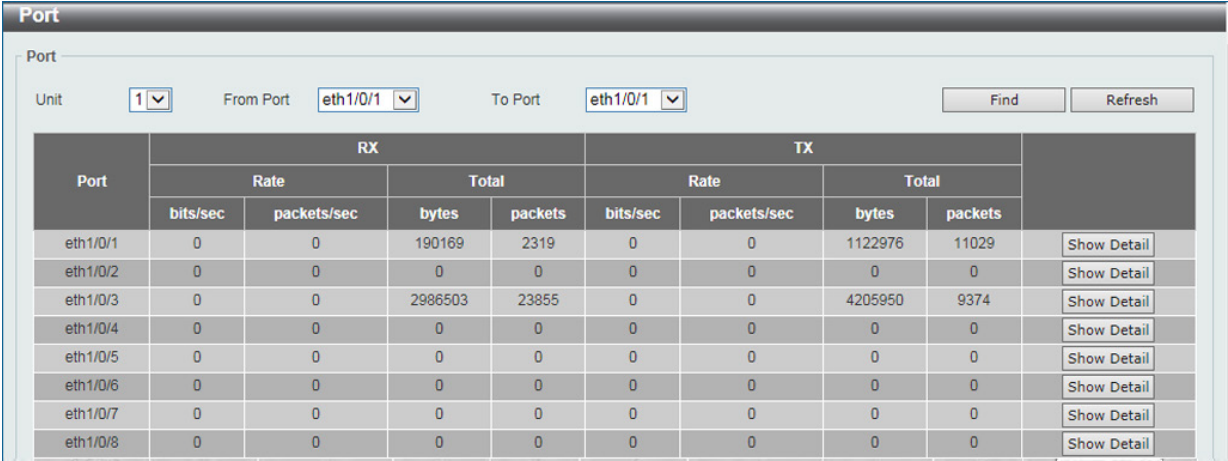 Port
Port
Unit 1 From Port eth1/0/1 To Port eth1/0/1 Find Refresh
RX TX
Port Rate Total Rate Total
bits/sec packets/sec bytes packets bits/sec packets/sec bytes packets
eth1/0/1 0 0 190169 2319 0 0 1122976 11029 Show Detail
eth1/0/2 0 0 0 0 0 0 0 0 Show Detail
eth1/0/3 0 0 2986503 23855 0 0 4205950 9374 Show Detail
eth1/0/4 0 0 0 0 0 0 0 0 Show Detail
eth1/0/5 0 0 0 0 0 0 0 0 Show Detail
eth1/0/6 0 0 0 0 0 0 0 0 Show Detail
eth1/0/7 0 0 0 0 0 0 0 0 Show Detail
eth1/0/8 0 0 0 0 0 0 0 0 Show Detail